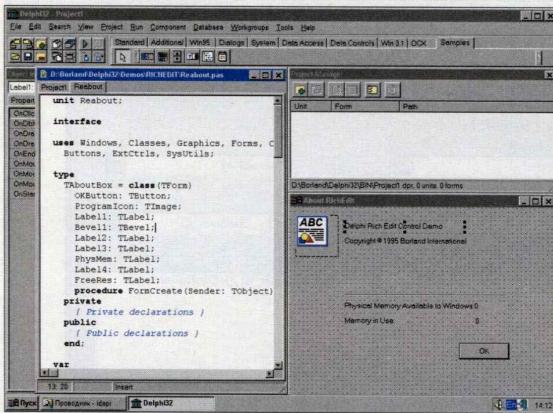 Delphi32 - Project1
File Edit Search View Project Run Component Database Workgroups Tools Help
Standard Additional Win95 Dialogs System Data Access Data Controls Win 3.1 OCX Samples
Label1:
D:\Borland\Delphi32\Demos\RICHEDIT\Reabout.pas
Project1 Reabout
OnClic
OnDbl
OnDra
OnDra
OnEnd
OnMou
OnMou
OnMou
OnStar
unit Reabout;
interface
uses Windows, Classes, Graphics, Forms, C
Buttons, ExtCtrls, SysUtils;
type
TAboutBox = class(TForm)
OKButton: TButton;
ProgramIcon: TImage;
Label1: TLabel;
Bevel1: TBevel;
Label2: TLabel;
Label3: TLabel;
PhysMem: TLabel;
Label4: TLabel;
FreeRes: TLabel;
procedure FormCreate(Sender: TObject)
private
{ Private declarations }
public
{ Public declarations }
end;
var
13: 20 Insert
Project Manager
Unit Form Path
D:\Borland\Delphi32\BIN\Project1.dpr, 0 units, 0 forms
About RichEdit
ABC
Delphi Rich Edit Control Demo
Copyright © 1995 Borland International
Physical Memory Available to Windows 0
Memory in Use: 0
OK
Пуск Проводник - idapi Delphi32 14:12